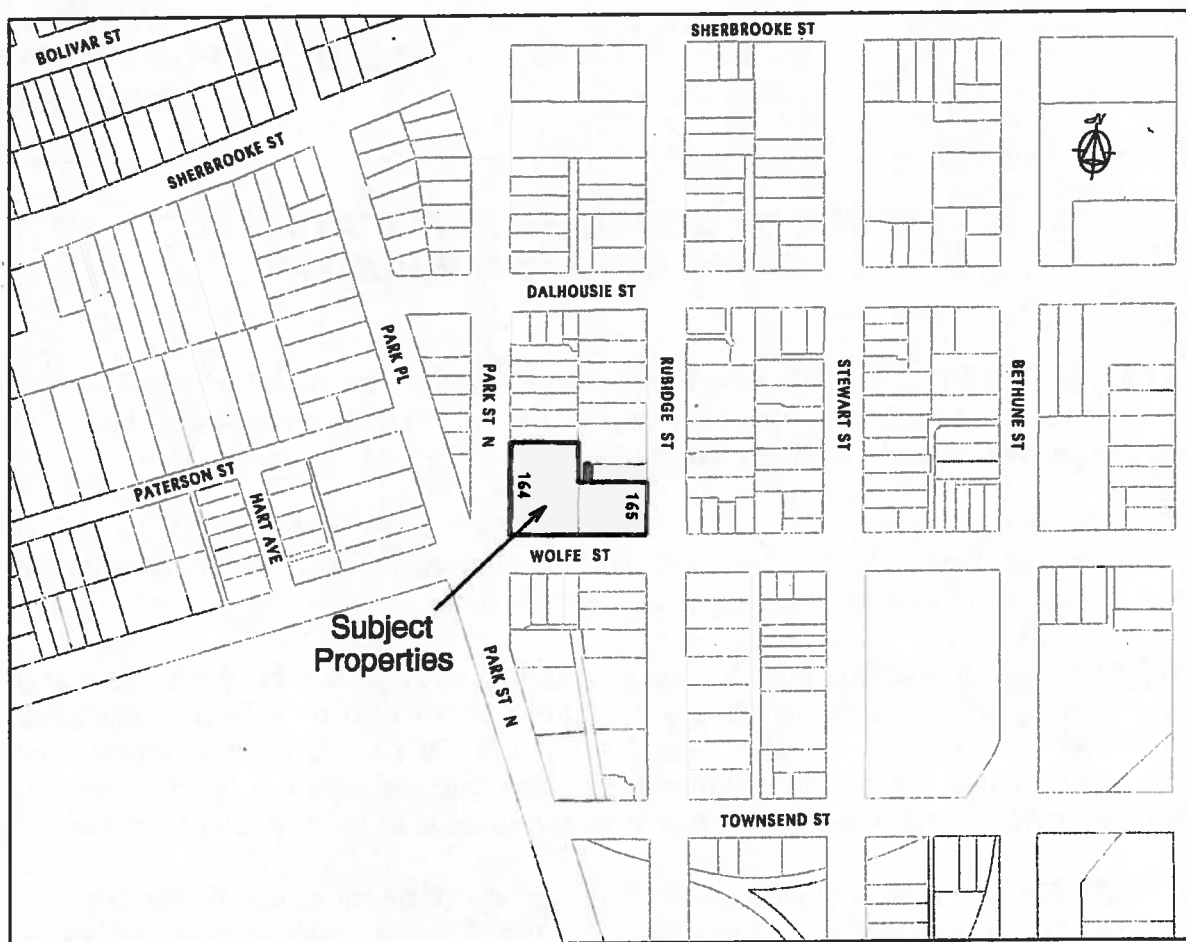 BOLIVAR ST
SHERBROOKE ST
SHERBROOKE ST
N
DALHOUSIE ST
PARK PL
PARK ST N
RUBIDGE ST
STEWART ST
BETHUNE ST
PATERSON ST
HART AVE
164
165
WOLFE ST
Subject
Properties
PARK ST N
TOWNSEND ST